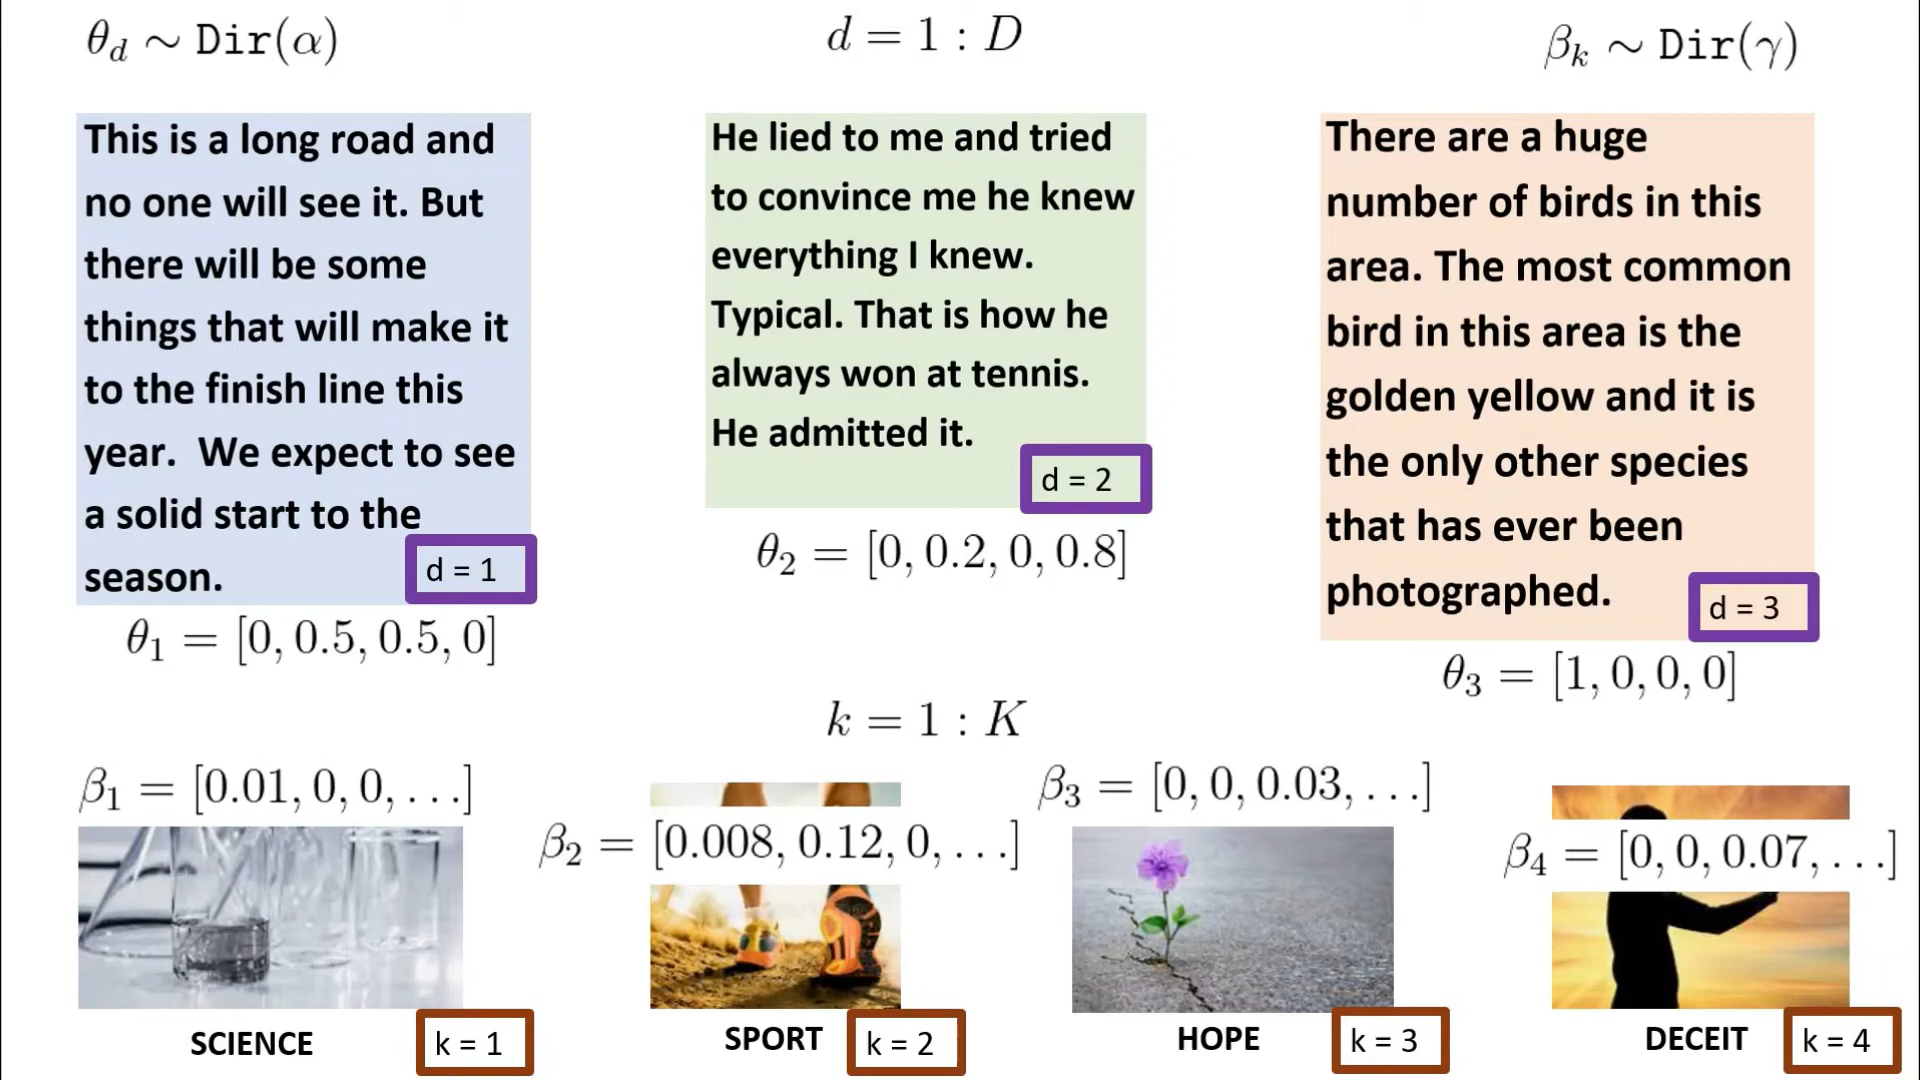 θ_d ∼ Dir(α)
d = 1 : D
β_k ∼ Dir(γ)
This is a long road and
no one will see it. But
there will be some
things that will make it
to the finish line this
year. We expect to see
a solid start to the
season.
d = 1
θ₁ = [0, 0.5, 0.5, 0]
He lied to me and tried
to convince me he knew
everything I knew.
Typical. That is how he
always won at tennis.
He admitted it.
d = 2
θ₂ = [0, 0.2, 0, 0.8]
There are a huge
number of birds in this
area. The most common
bird in this area is the
golden yellow and it is
the only other species
that has ever been
photographed.
d = 3
θ₃ = [1, 0, 0, 0]
k = 1 : K
β₁ = [0.01, 0, 0, . . .]
SCIENCE
k = 1
β₂ = [0.008, 0.12, 0, . . .]
SPORT
k = 2
β₃ = [0, 0, 0.03, . . .]
HOPE
k = 3
β₄ = [0, 0, 0.07, . . .]
DECEIT
k = 4